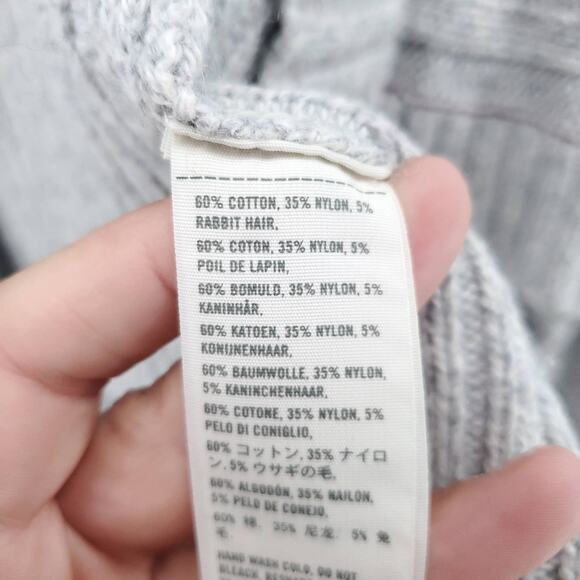 60% COTTON, 35% NYLON, 5%
RABBIT HAIR.
60% COTON, 35% NYLON, 5%
POIL DE LAPIN.
60% BOMULD, 35% NYLON, 5%
KANINHÅR.
60% KATOEN, 35% NYLON, 5%
KONIJNENHAAR.
60% BAUMWOLLE, 35% NYLON,
5% KANINCHENHAAR.
60% COTONE, 35% NYLON, 5%
PELO DI CONIGLIO.
60% コットン, 35% ナイロ
ン, 5% ウサギの毛.
60% ALGODÓN, 35% NAILON,
5% PELO DE CONEJO.
60% 棉, 35% 尼龙, 5% 兔
毛.
HAND WASH COLD, DO NOT
BLEACH,